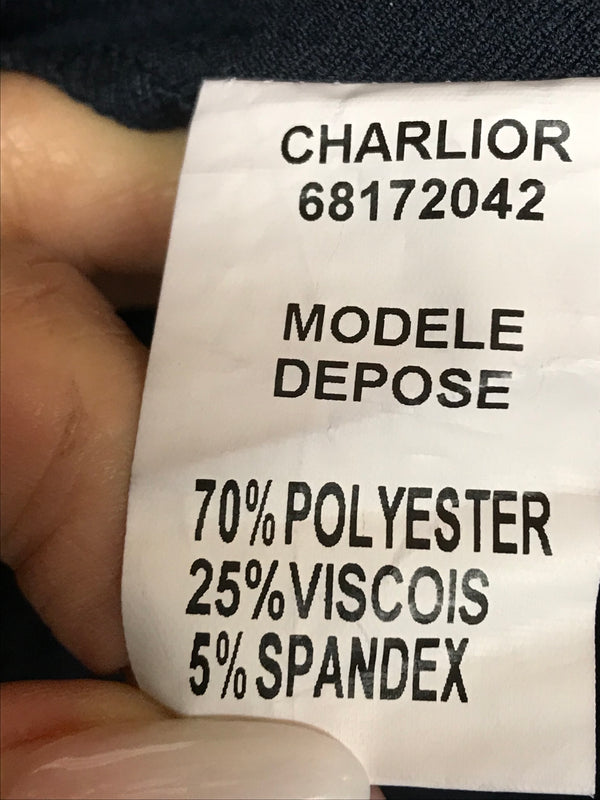 CHARLIOR
68172042
MODELE
DEPOSE
70% POLYESTER
25% VISCOIS
5% SPANDEX